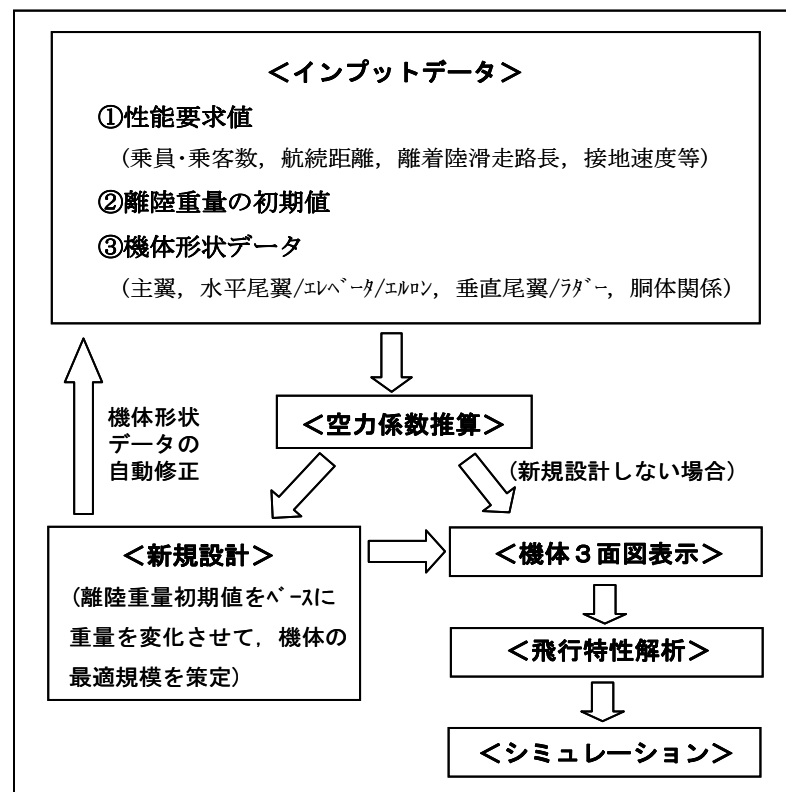 ＜インプットデータ＞
①性能要求値
(乗員･乗客数，航続距離，離着陸滑走路長，接地速度等)
②離陸重量の初期値
③機体形状データ
(主翼，水平尾翼/ｴﾚﾍﾞｰﾀ/ｴﾙﾛﾝ，垂直尾翼/ﾗﾀﾞｰ，胴体関係)
機体形状
データの
自動修正
＜空力係数推算＞
(新規設計しない場合)
＜新規設計＞
(離陸重量初期値をﾍﾞｰｽに
重量を変化させて，機体の
最適規模を策定)
＜機体３面図表示＞
＜飛行特性解析＞
＜シミュレーション＞